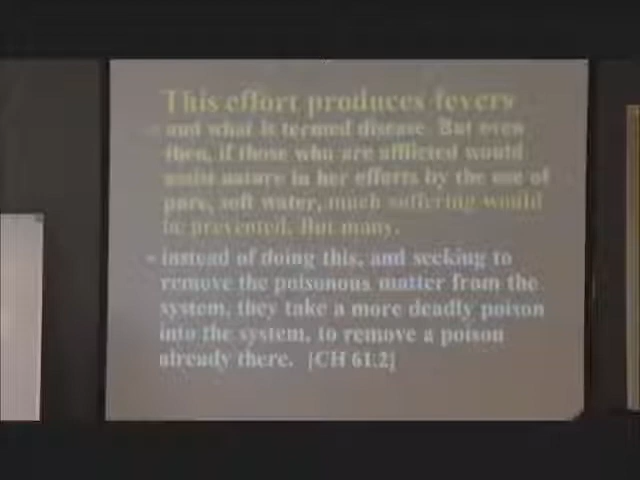 This effort produces fevers
and what is termed disease. But even
then, if those who are afflicted would
assist nature in her efforts by the use of
pure, soft water, much suffering would
be prevented. But many,
- instead of doing this, and seeking to
remove the poisonous matter from the
system, they take a more deadly poison
into the system, to remove a poison
already there. [CH 61.2]